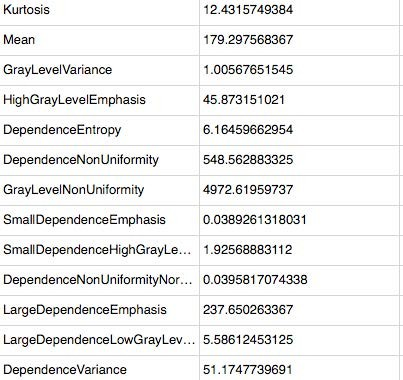 Kurtosis 12.4315749384
Mean 179.297568367
GrayLevelVariance 1.00567651545
HighGrayLevelEmphasis 45.873151021
DependenceEntropy 6.16459662954
DependenceNonUniformity 548.562883325
GrayLevelNonUniformity 4972.61959737
SmallDependenceEmphasis 0.0389261318031
SmallDependenceHighGrayLe... 1.92568883112
DependenceNonUniformityNor... 0.0395817074338
LargeDependenceEmphasis 237.650263367
LargeDependenceLowGrayLev... 5.58612453125
DependenceVariance 51.1747739691